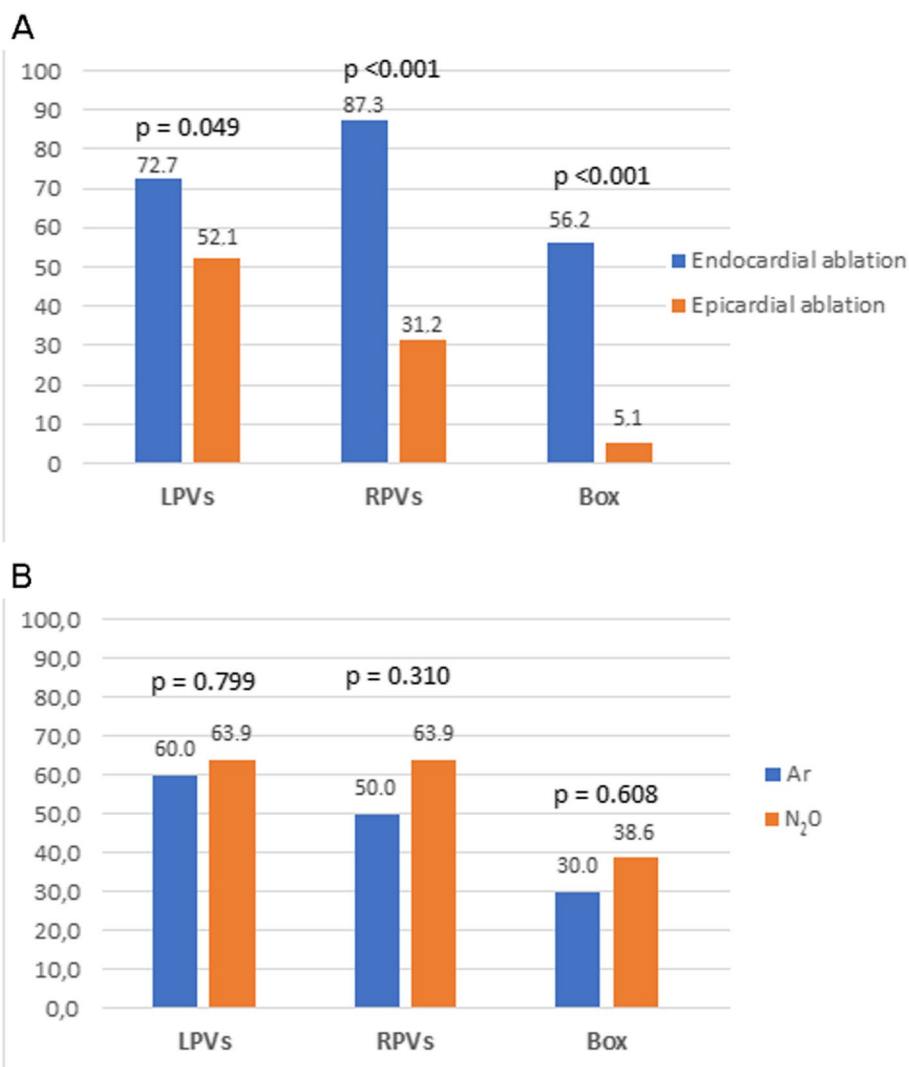 A
100
90
80
70
60
50
40
30
20
10
0
p = 0.049
p <0.001
p <0.001
72.7
52.1
87.3
31.2
56.2
5.1
LPVs
RPVs
Box
Endocardial ablation
Epicardial ablation
B
100,0
90,0
80,0
70,0
60,0
50,0
40,0
30,0
20,0
10,0
0,0
p = 0.799
p = 0.310
p = 0.608
60.0
63.9
50.0
63.9
30.0
38.6
LPVs
RPVs
Box
Ar
N₂O